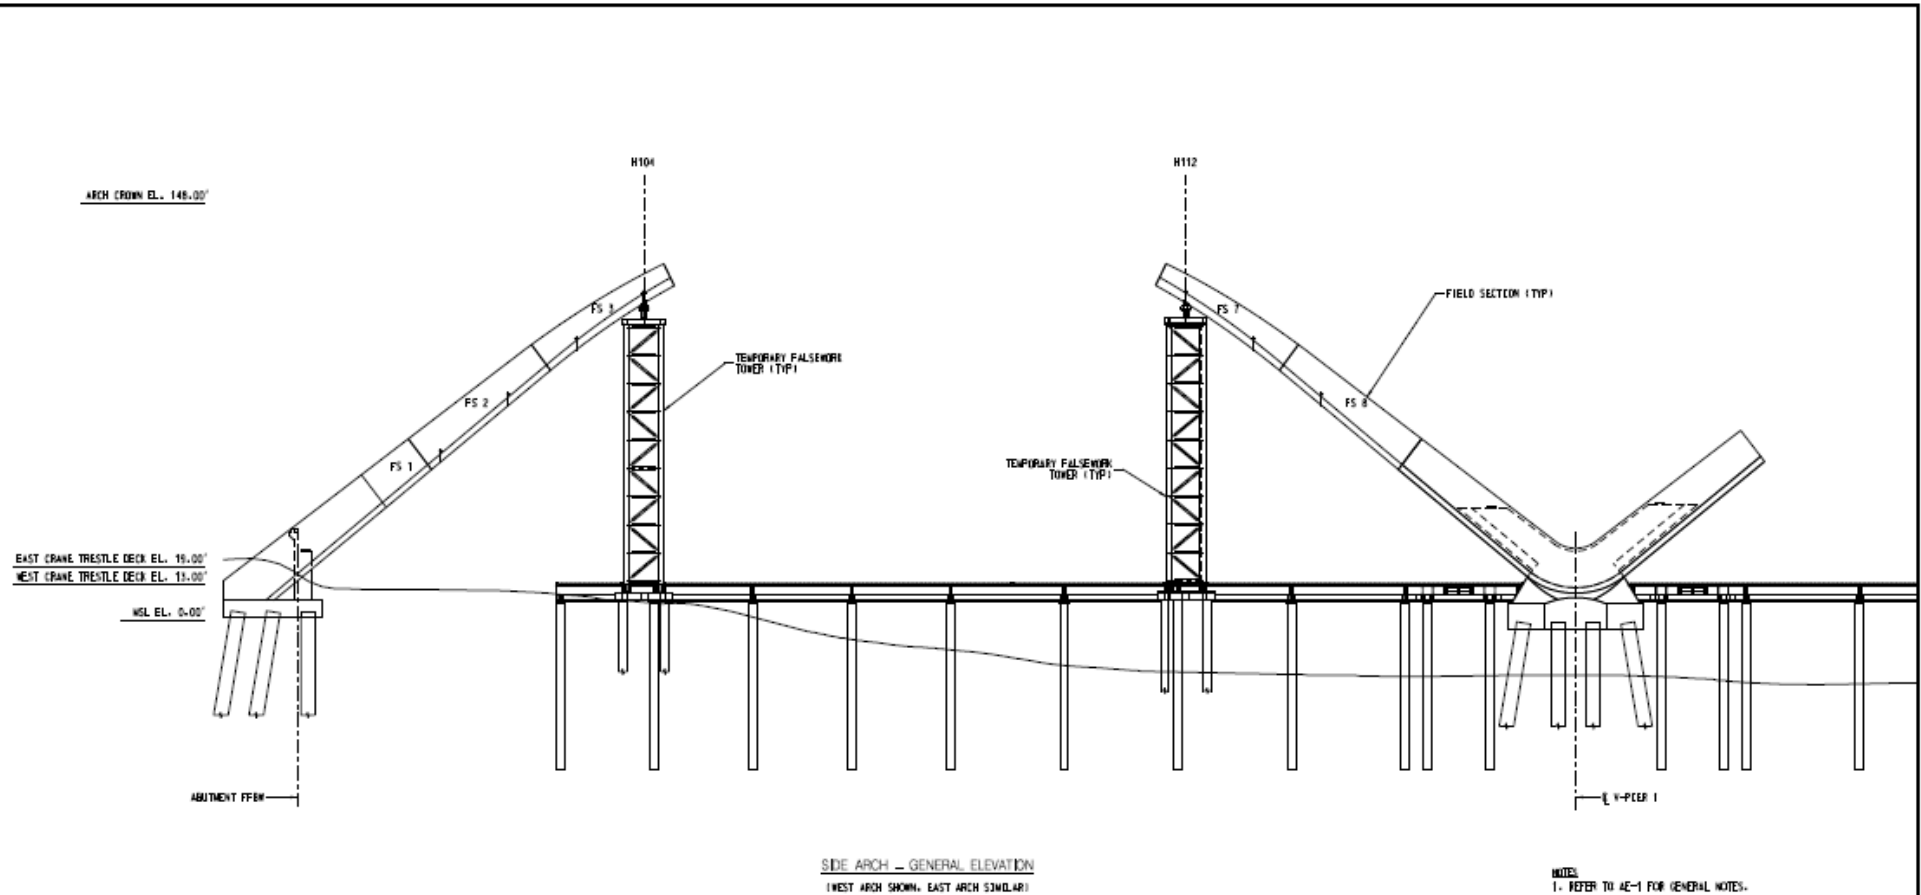 H104
H112
ARCH CROWN EL. 148.00'
FIELD SECTION (TYP)
FS 3
FS 7
TEMPORARY FALSEWORK
TOWER (TYP)
FS 2
FS 8
FS 1
TEMPORARY FALSEWORK
TOWER (TYP)
EAST CRANE TRESTLE DECK EL. 19.00'
WEST CRANE TRESTLE DECK EL. 13.00'
MSL EL. 0.00'
ABUTMENT FFBW
℄ V-PIER 1
SIDE ARCH - GENERAL ELEVATION
(WEST ARCH SHOWN, EAST ARCH SIMILAR)
NOTES
1. REFER TO AE-1 FOR GENERAL NOTES.